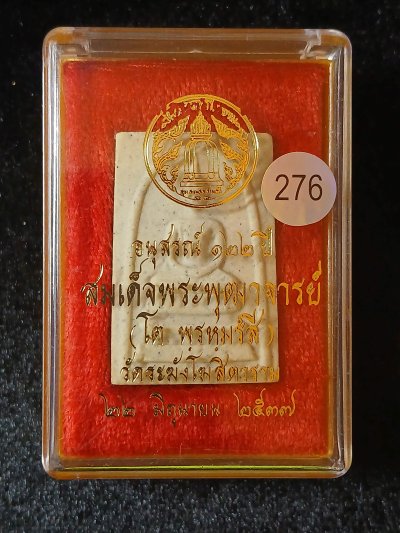 276
อนุสรณ์ ๑๒๒ ปี
สมเด็จพระพุฒาจารย์
(โต พฺรหฺมรํสี)
วัดระฆังโฆสิตาราม
๒๒ มิถุนายน ๒๕๓๗